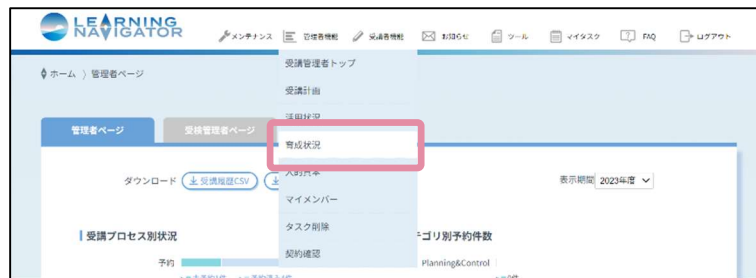 LEARNING
NAVIGATOR
メンテナンス 管理者機能 受講者機能 お知らせ ツール マイタスク FAQ ログアウト
受講管理者トップ
ホーム 〉 管理者ページ
受講計画
活用状況
管理者ページ 受検管理者ページ
育成状況
人的資本
ダウンロード 受講履歴CSV 表示期間 2023年度
マイメンバー
タスク削除
受講プロセス別状況 テゴリ別予約件数
契約確認
予約 Planning&Control